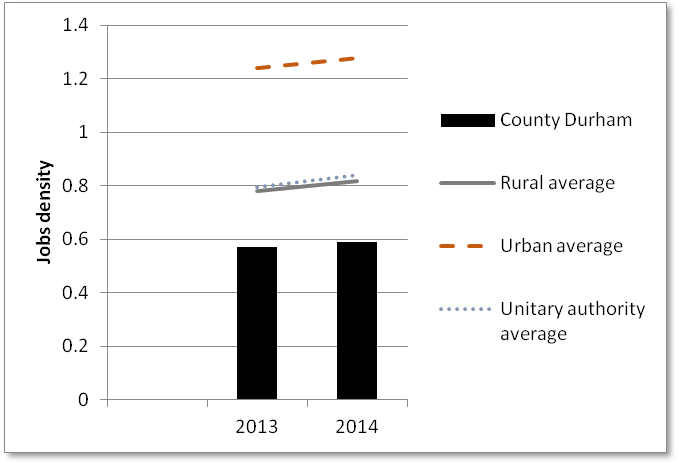 1.4
1.2
1
0.8
0.6
0.4
0.2
0
Jobs density
2013 2014
County Durham
Rural average
Urban average
Unitary authority
average